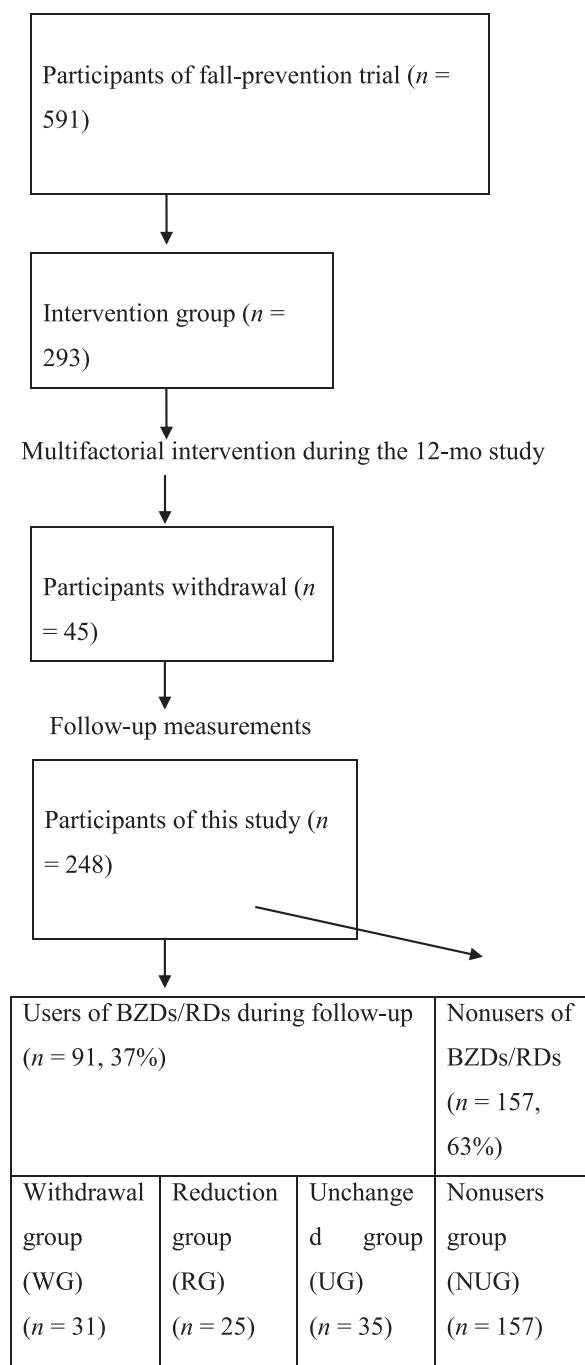 Participants of fall-prevention trial (n =
591)
Intervention group (n =
293)
Multifactorial intervention during the 12-mo study
Participants withdrawal (n
= 45)
Follow-up measurements
Participants of this study (n
= 248)
Users of BZDs/RDs during follow-up
(n = 91, 37%)
Nonusers of
BZDs/RDs
(n = 157,
63%)
Withdrawal
group
(WG)
(n = 31)
Reduction
group
(RG)
(n = 25)
Unchange
d group
(UG)
(n = 35)
Nonusers
group
(NUG)
(n = 157)